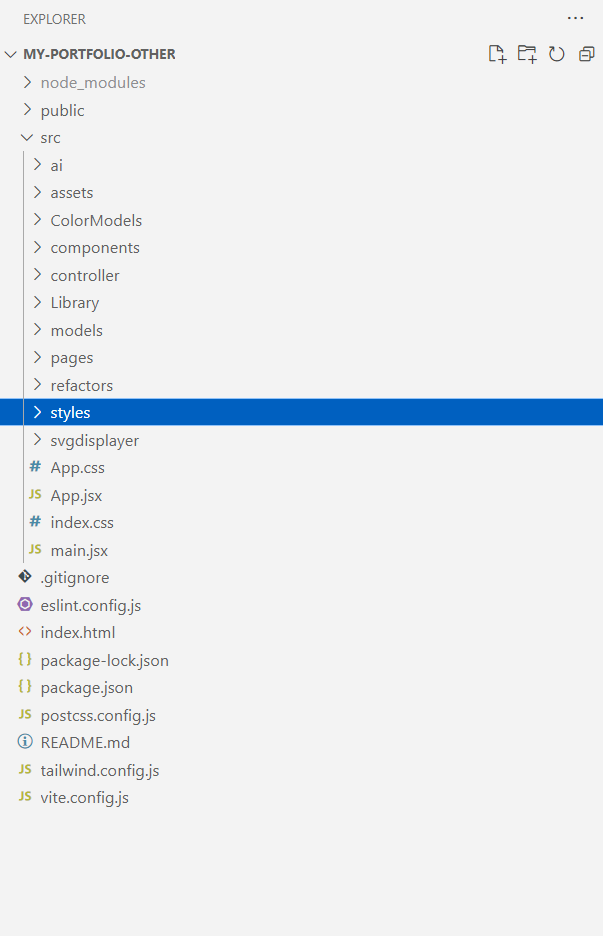 EXPLORER
MY-PORTFOLIO-OTHER
node_modules
public
src
ai
assets
ColorModels
components
controller
Library
models
pages
refactors
styles
svgdisplayer
# App.css
JS App.jsx
# index.css
JS main.jsx
.gitignore
eslint.config.js
<> index.html
{} package-lock.json
{} package.json
JS postcss.config.js
README.md
JS tailwind.config.js
JS vite.config.js